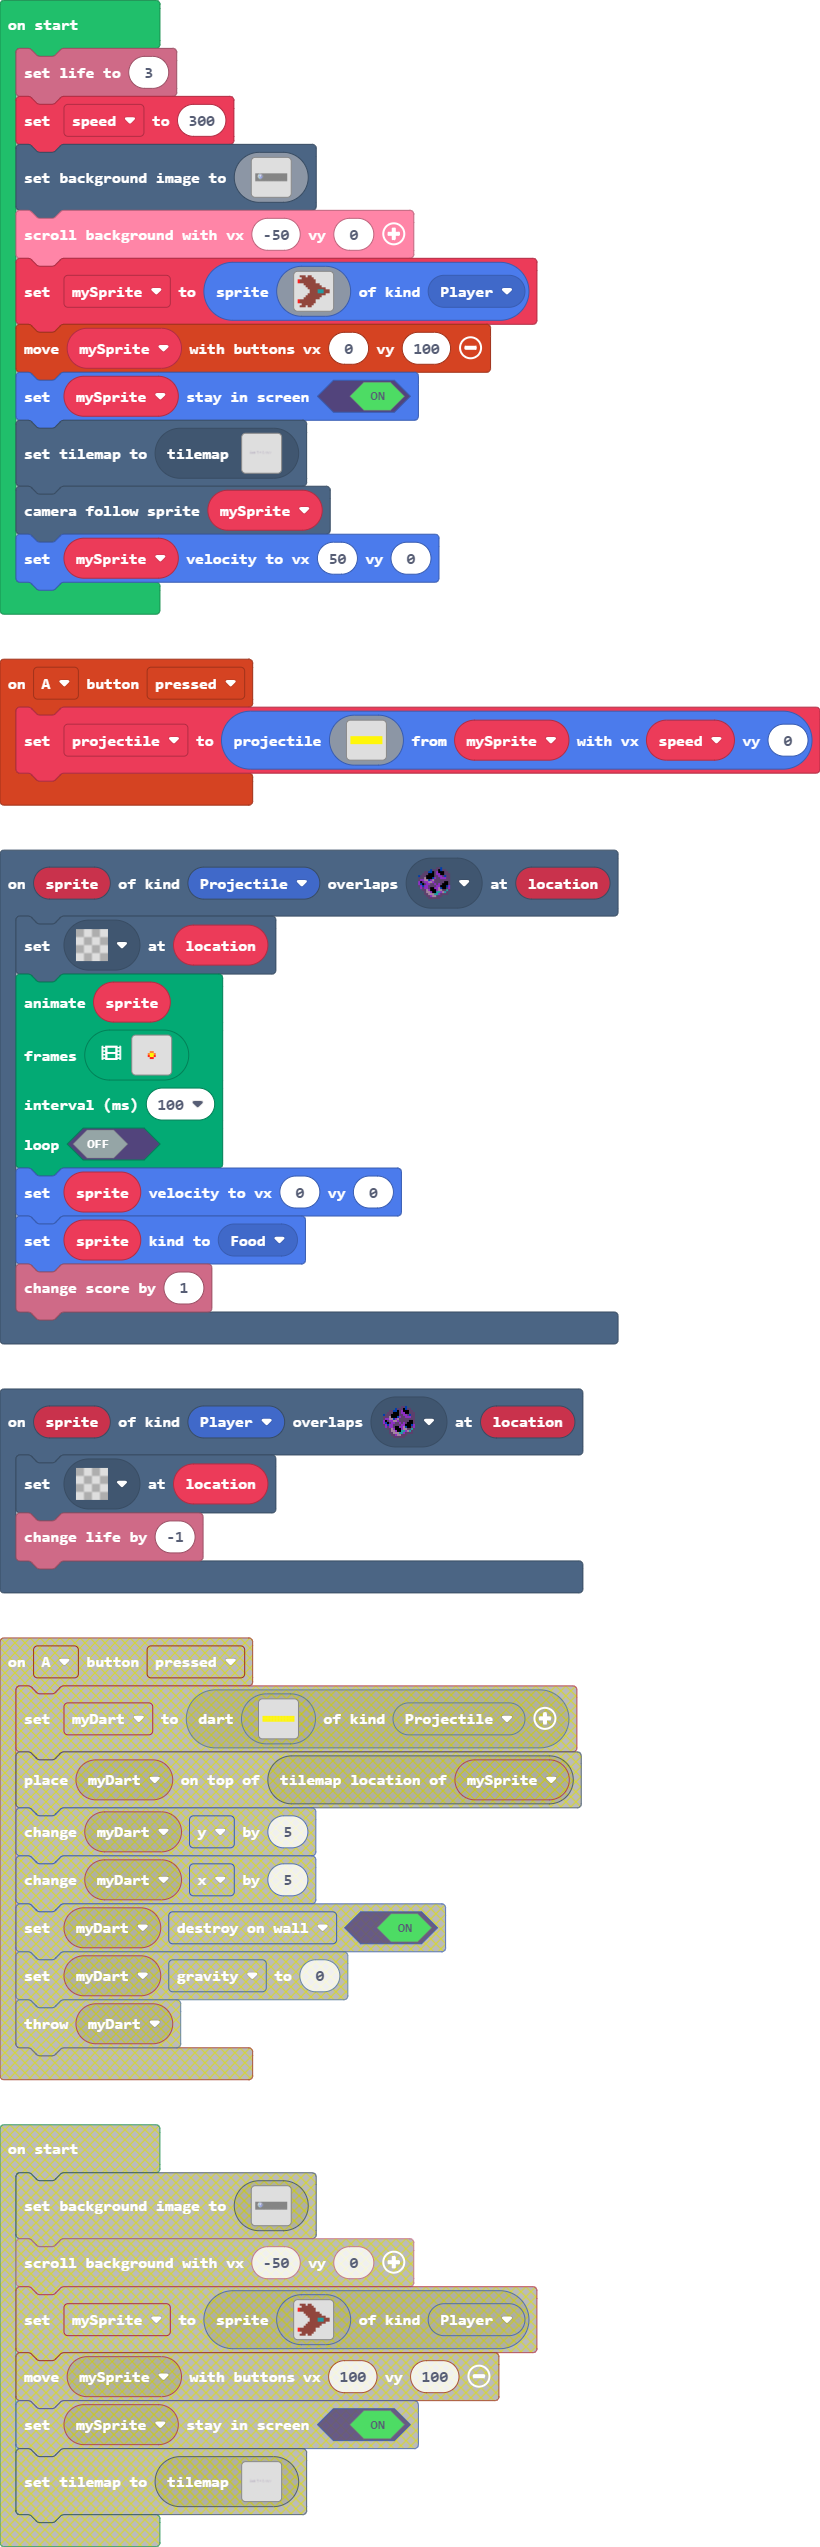 on start
set life to 3
set speed to 300
set background image to
scroll background with vx -50 vy 0
set mySprite to sprite of kind Player
move mySprite with buttons vx 0 vy 100
set mySprite stay in screen ON
set tilemap to tilemap
camera follow sprite mySprite
set mySprite velocity to vx 50 vy 0
on A button pressed
set projectile to projectile from mySprite with vx speed vy 0
on sprite of kind Projectile overlaps at location
set at location
animate sprite
frames
interval (ms) 100
loop OFF
set sprite velocity to vx 0 vy 0
set sprite kind to Food
change score by 1
on sprite of kind Player overlaps at location
set at location
change life by -1
on A button pressed
set myDart to dart of kind Projectile
place myDart on top of tilemap location of mySprite
change myDart y by 5
change myDart x by 5
set myDart destroy on wall ON
set myDart gravity to 0
throw myDart
on start
set background image to
scroll background with vx -50 vy 0
set mySprite to sprite of kind Player
move mySprite with buttons vx 100 vy 100
set mySprite stay in screen ON
set tilemap to tilemap